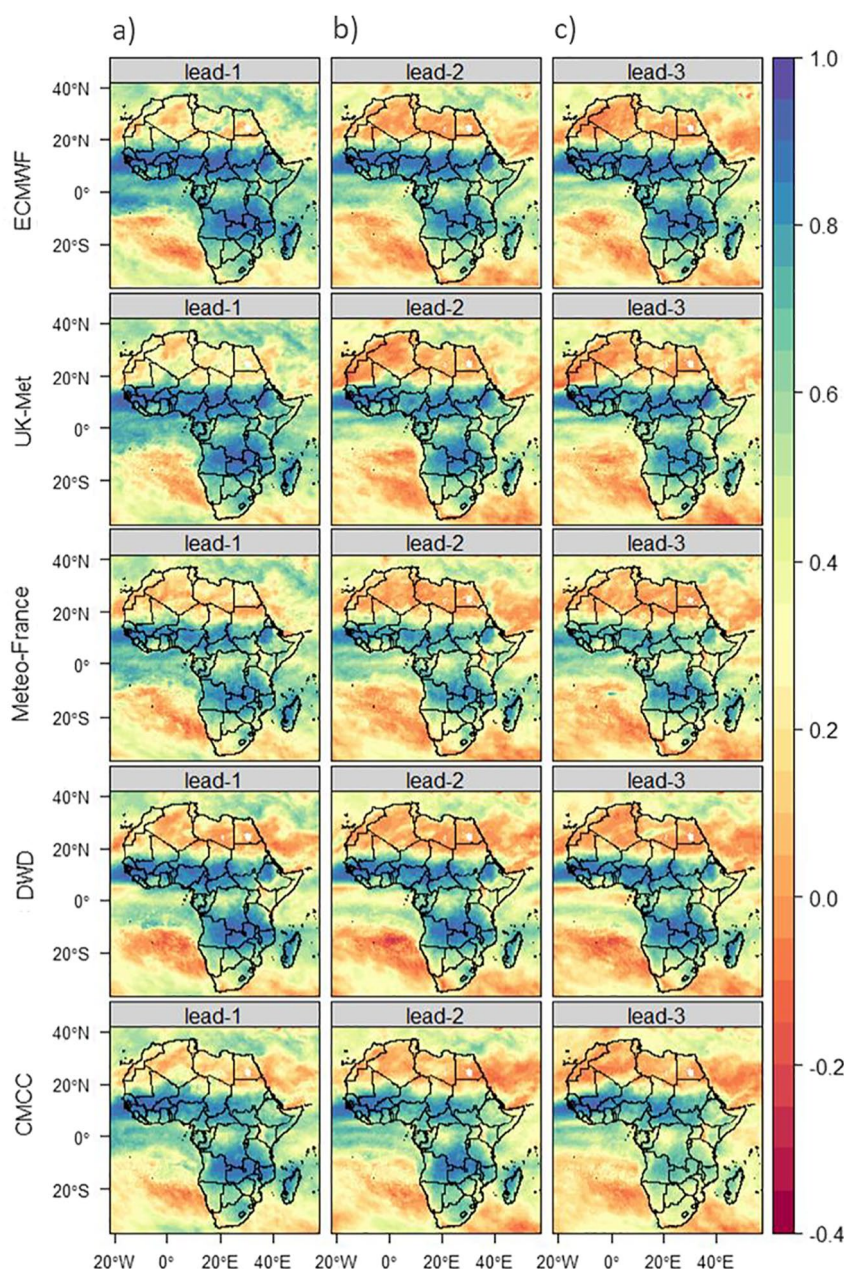 a) b) c)
lead-1 lead-2 lead-3
ECMWF
40°N
20°N
0°
20°S
lead-1 lead-2 lead-3
UK-Met
40°N
20°N
0°
20°S
lead-1 lead-2 lead-3
Meteo-France
40°N
20°N
0°
20°S
lead-1 lead-2 lead-3
DWD
40°N
20°N
0°
20°S
lead-1 lead-2 lead-3
CMCC
40°N
20°N
0°
20°S
20°W 0° 20°E 40°E 20°W 0° 20°E 40°E 20°W 0° 20°E 40°E
1.0
0.8
0.6
0.4
0.2
0.0
-0.2
-0.4